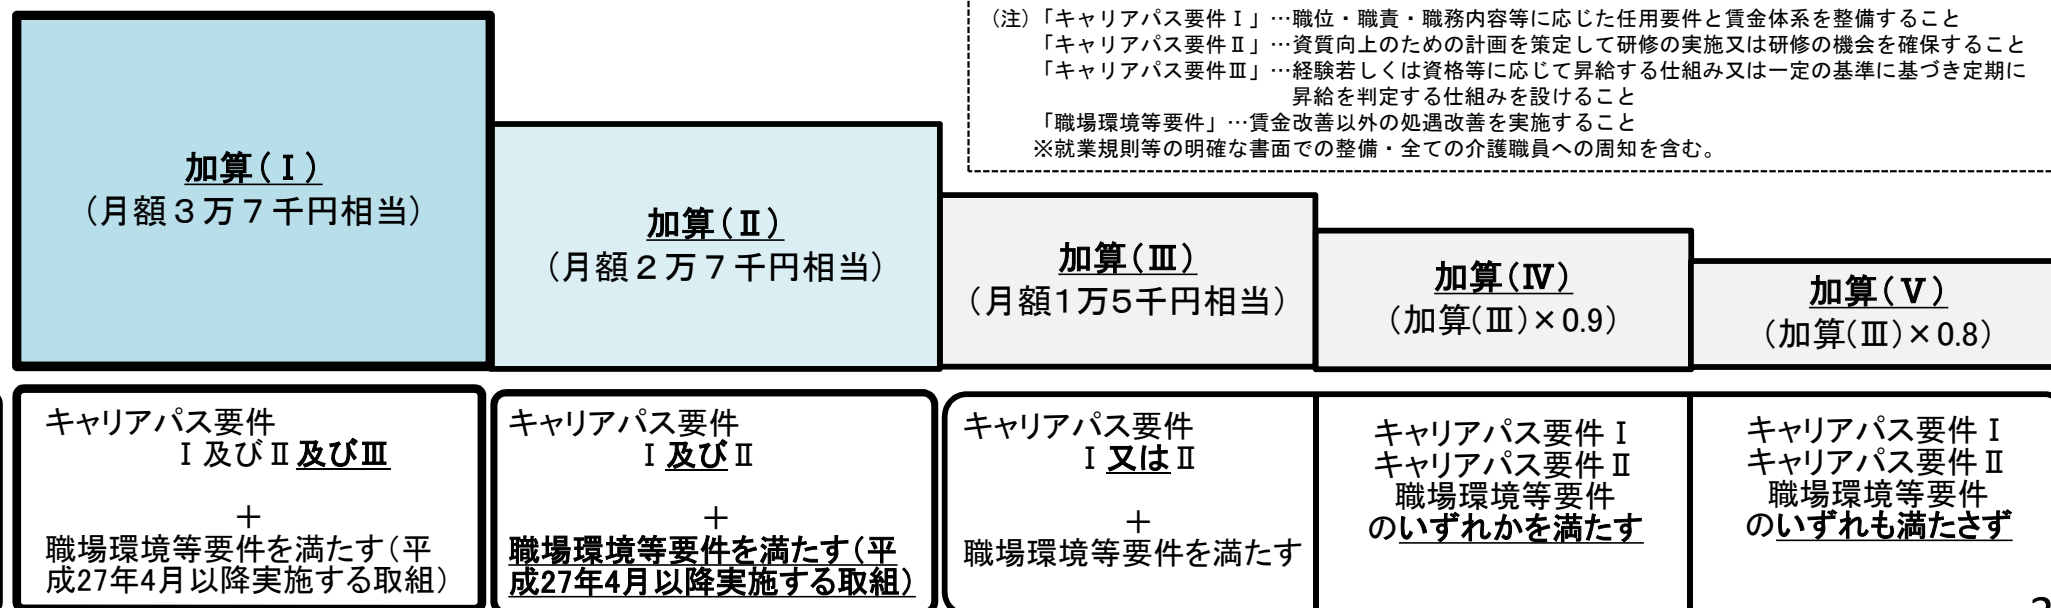 (注)「キャリアパス要件Ⅰ」…職位・職責・職務内容等に応じた任用要件と賃金体系を整備すること
「キャリアパス要件Ⅱ」…資質向上のための計画を策定して研修の実施又は研修の機会を確保すること
「キャリアパス要件Ⅲ」…経験若しくは資格等に応じて昇給する仕組み又は一定の基準に基づき定期に
昇給を判定する仕組みを設けること
「職場環境等要件」…賃金改善以外の処遇改善を実施すること
※就業規則等の明確な書面での整備・全ての介護職員への周知を含む。
加算(Ⅰ)
(月額3万7千円相当)
加算(Ⅱ)
(月額2万7千円相当)
加算(Ⅲ)
(月額1万5千円相当)
加算(Ⅳ)
(加算(Ⅲ)×0.9)
加算(Ⅴ)
(加算(Ⅲ)×0.8)
キャリアパス要件
Ⅰ及びⅡ及びⅢ
+
職場環境等要件を満たす(平
成27年4月以降実施する取組)
キャリアパス要件
Ⅰ及びⅡ
+
職場環境等要件を満たす(平
成27年4月以降実施する取組)
キャリアパス要件
Ⅰ又はⅡ
+
職場環境等要件を満たす
キャリアパス要件Ⅰ
キャリアパス要件Ⅱ
職場環境等要件
のいずれかを満たす
キャリアパス要件Ⅰ
キャリアパス要件Ⅱ
職場環境等要件
のいずれも満たさず